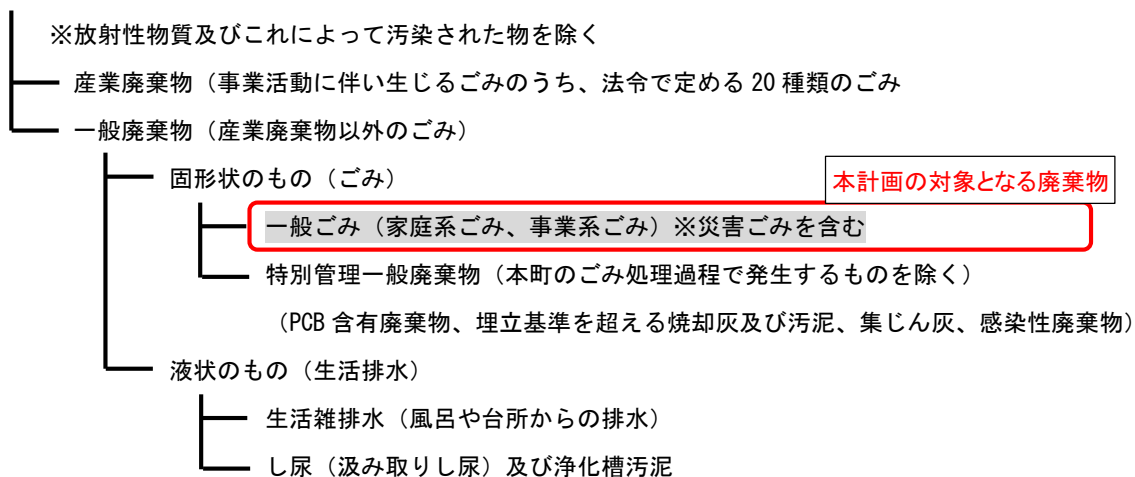 ※放射性物質及びこれによって汚染された物を除く
産業廃棄物（事業活動に伴い生じるごみのうち、法令で定める 20 種類のごみ
一般廃棄物（産業廃棄物以外のごみ）
固形状のもの（ごみ）
本計画の対象となる廃棄物
一般ごみ（家庭系ごみ、事業系ごみ）※災害ごみを含む
特別管理一般廃棄物（本町のごみ処理過程で発生するものを除く）
（PCB 含有廃棄物、埋立基準を超える焼却灰及び汚泥、集じん灰、感染性廃棄物）
液状のもの（生活排水）
生活雑排水（風呂や台所からの排水）
し尿（汲み取りし尿）及び浄化槽汚泥